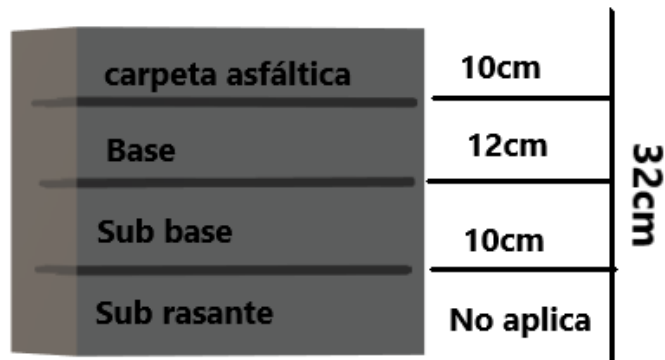 carpeta asfáltica
10cm
Base
12cm
Sub base
10cm
Sub rasante
No aplica
32cm